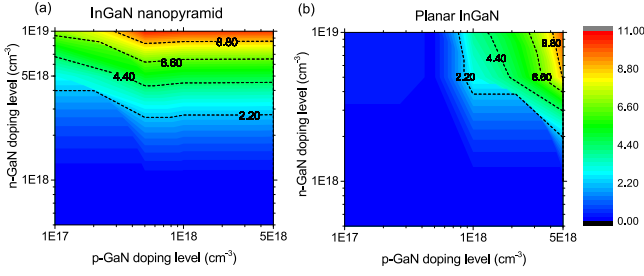 (a) InGaN nanopyramid
1E19
5E18
1E18
n-GaN doping level (cm-3)
8.80
6.60
4.40
2.20
1E17 1E18 5E18
p-GaN doping level (cm-3)
(b) Planar InGaN
1E19
1E18
n-GaN doping level (cm-3)
2.20
4.40
6.60
8.80
1E17 1E18 5E18
p-GaN doping level (cm-3)
11.00
8.80
6.60
4.40
2.20
0.00